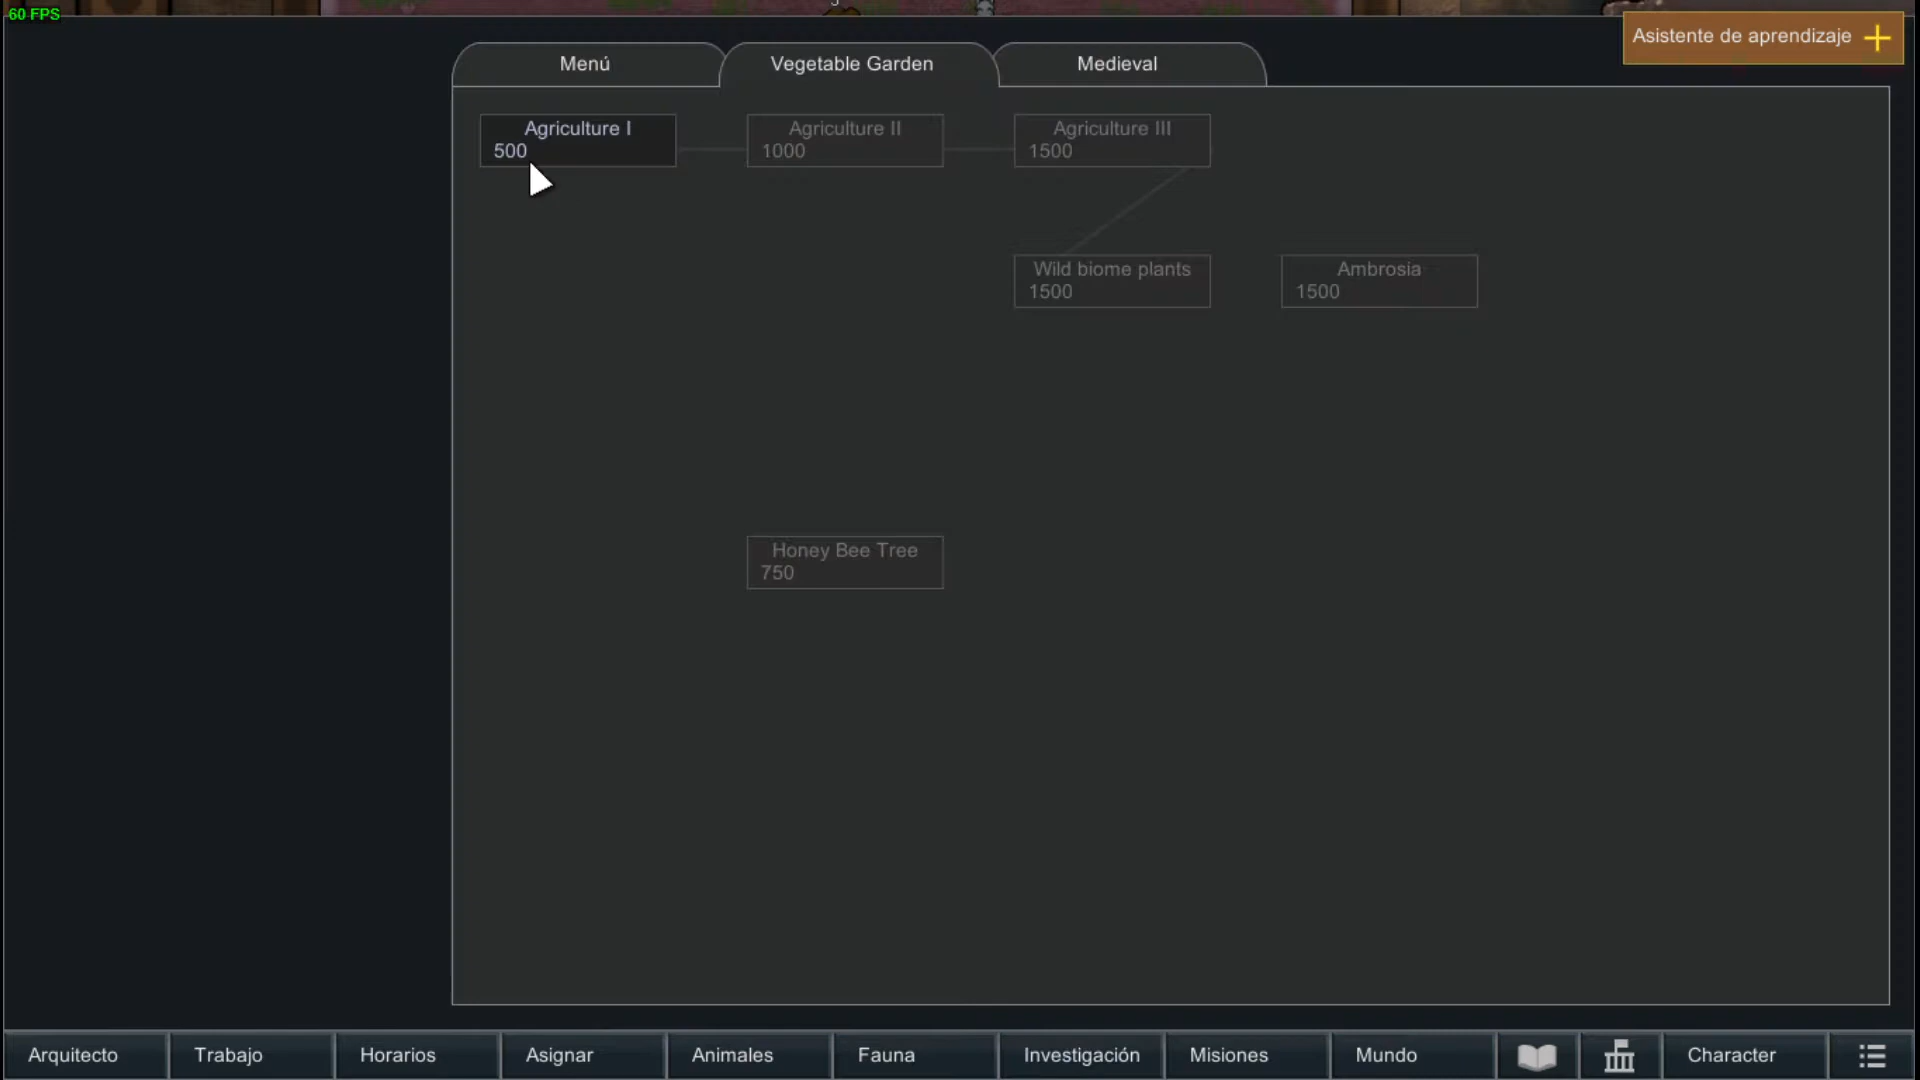 60 FPS
Asistente de aprendizaje
Menú
Vegetable Garden
Medieval
Agriculture I
500
Agriculture II
1000
Agriculture III
1500
Wild biome plants
1500
Ambrosia
1500
Honey Bee Tree
750
Arquitecto
Trabajo
Horarios
Asignar
Animales
Fauna
Investigación
Misiones
Mundo
Character